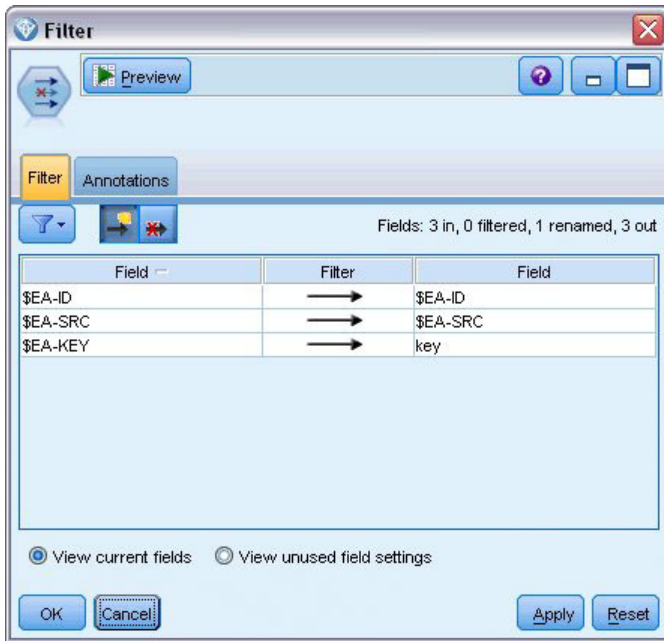 Filter
Preview
Filter
Annotations
Fields: 3 in, 0 filtered, 1 renamed, 3 out
Field Filter Field
$EA-ID $EA-ID
$EA-SRC $EA-SRC
$EA-KEY key
View current fields View unused field settings
OK Cancel Apply Reset